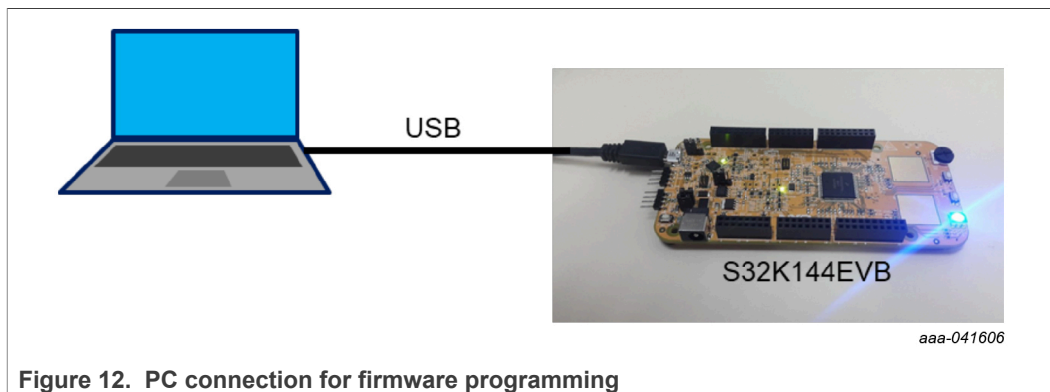 USB
S32K144EVB
aaa-041606
Figure 12. PC connection for firmware programming